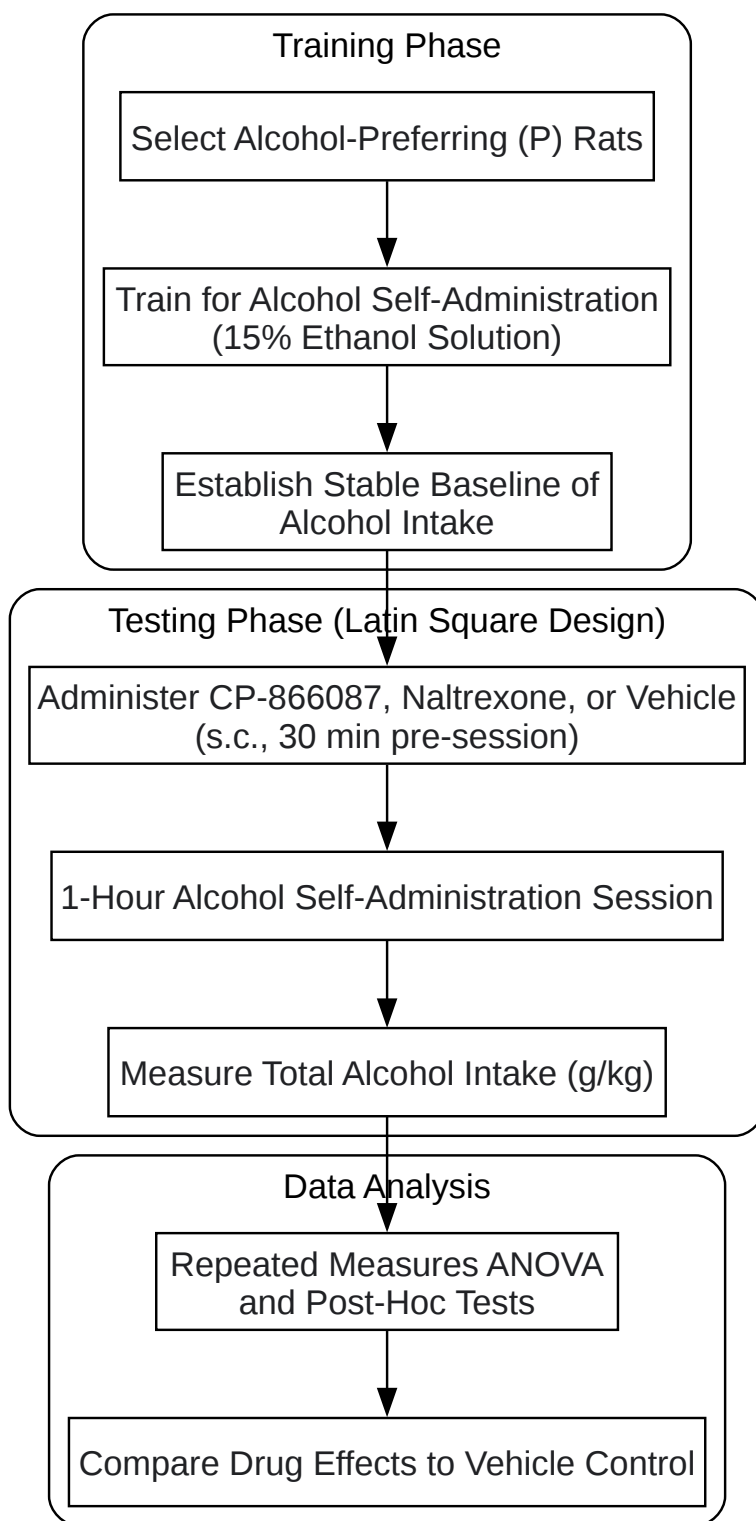 Training Phase
Select Alcohol-Preferring (P) Rats
Train for Alcohol Self-Administration
(15% Ethanol Solution)
Establish Stable Baseline of
Alcohol Intake
Testing Phase (Latin Square Design)
Administer CP-866087, Naltrexone, or Vehicle
(s.c., 30 min pre-session)
1-Hour Alcohol Self-Administration Session
Measure Total Alcohol Intake (g/kg)
Data Analysis
Repeated Measures ANOVA
and Post-Hoc Tests
Compare Drug Effects to Vehicle Control